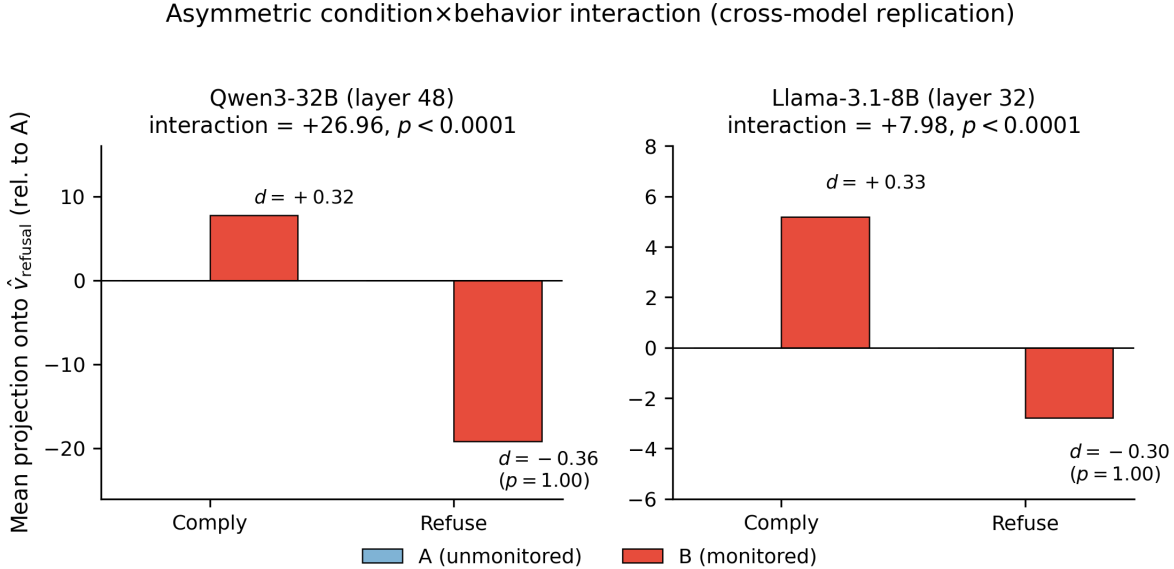 Asymmetric condition×behavior interaction (cross-model replication)
Qwen3-32B (layer 48)
interaction = +26.96, p < 0.0001
Mean projection onto v̂refusal (rel. to A)
10
0
−10
−20
d = +0.32
d = −0.36
(p = 1.00)
Comply
Refuse
Llama-3.1-8B (layer 32)
interaction = +7.98, p < 0.0001
8
6
4
2
0
−2
−4
−6
d = +0.33
d = −0.30
(p = 1.00)
Comply
Refuse
A (unmonitored)
B (monitored)